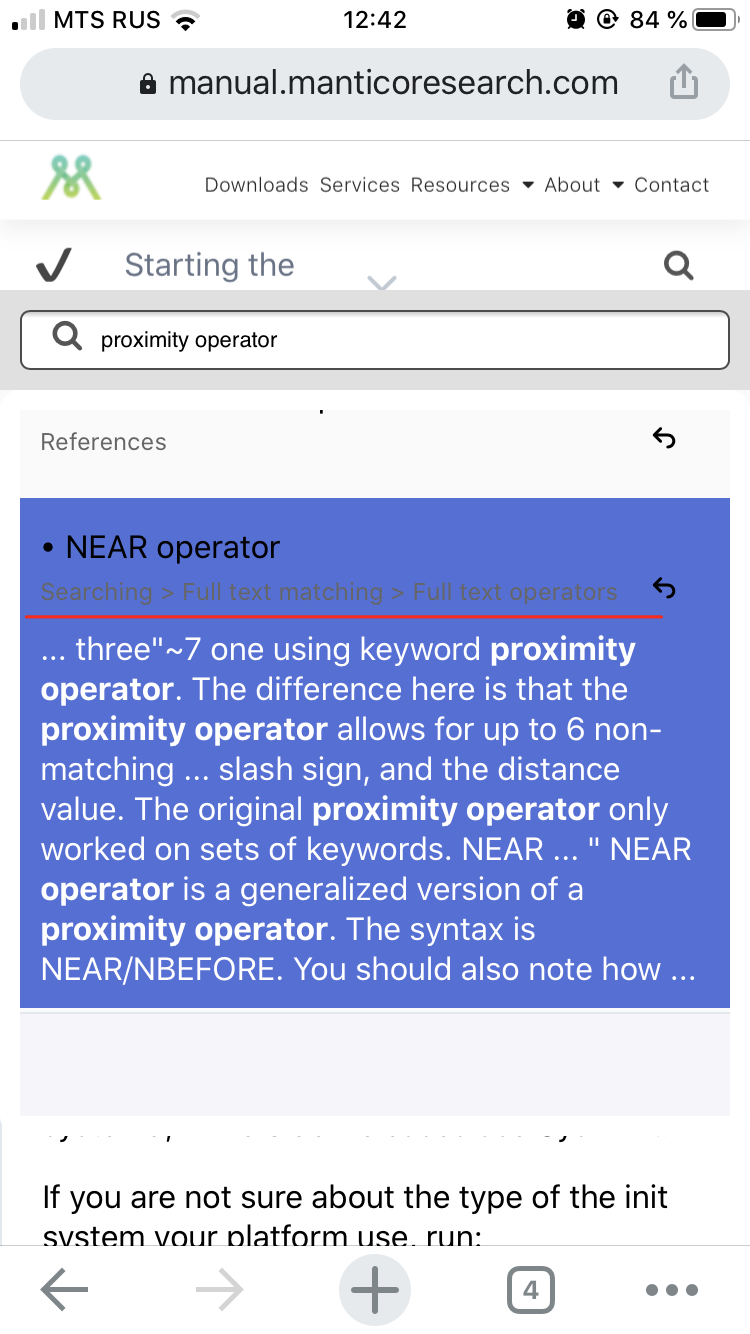 MTS RUS 12:42 84 %
manual.manticoresearch.com
Downloads Services Resources About Contact
Starting the
proximity operator
References
• NEAR operator
Searching > Full text matching > Full text operators
... three"~7 one using keyword proximity
operator. The difference here is that the
proximity operator allows for up to 6 non-
matching ... slash sign, and the distance
value. The original proximity operator only
worked on sets of keywords. NEAR ... " NEAR
operator is a generalized version of a
proximity operator. The syntax is
NEAR/NBEFORE. You should also note how ...
If you are not sure about the type of the init
system your platform use, run:
4